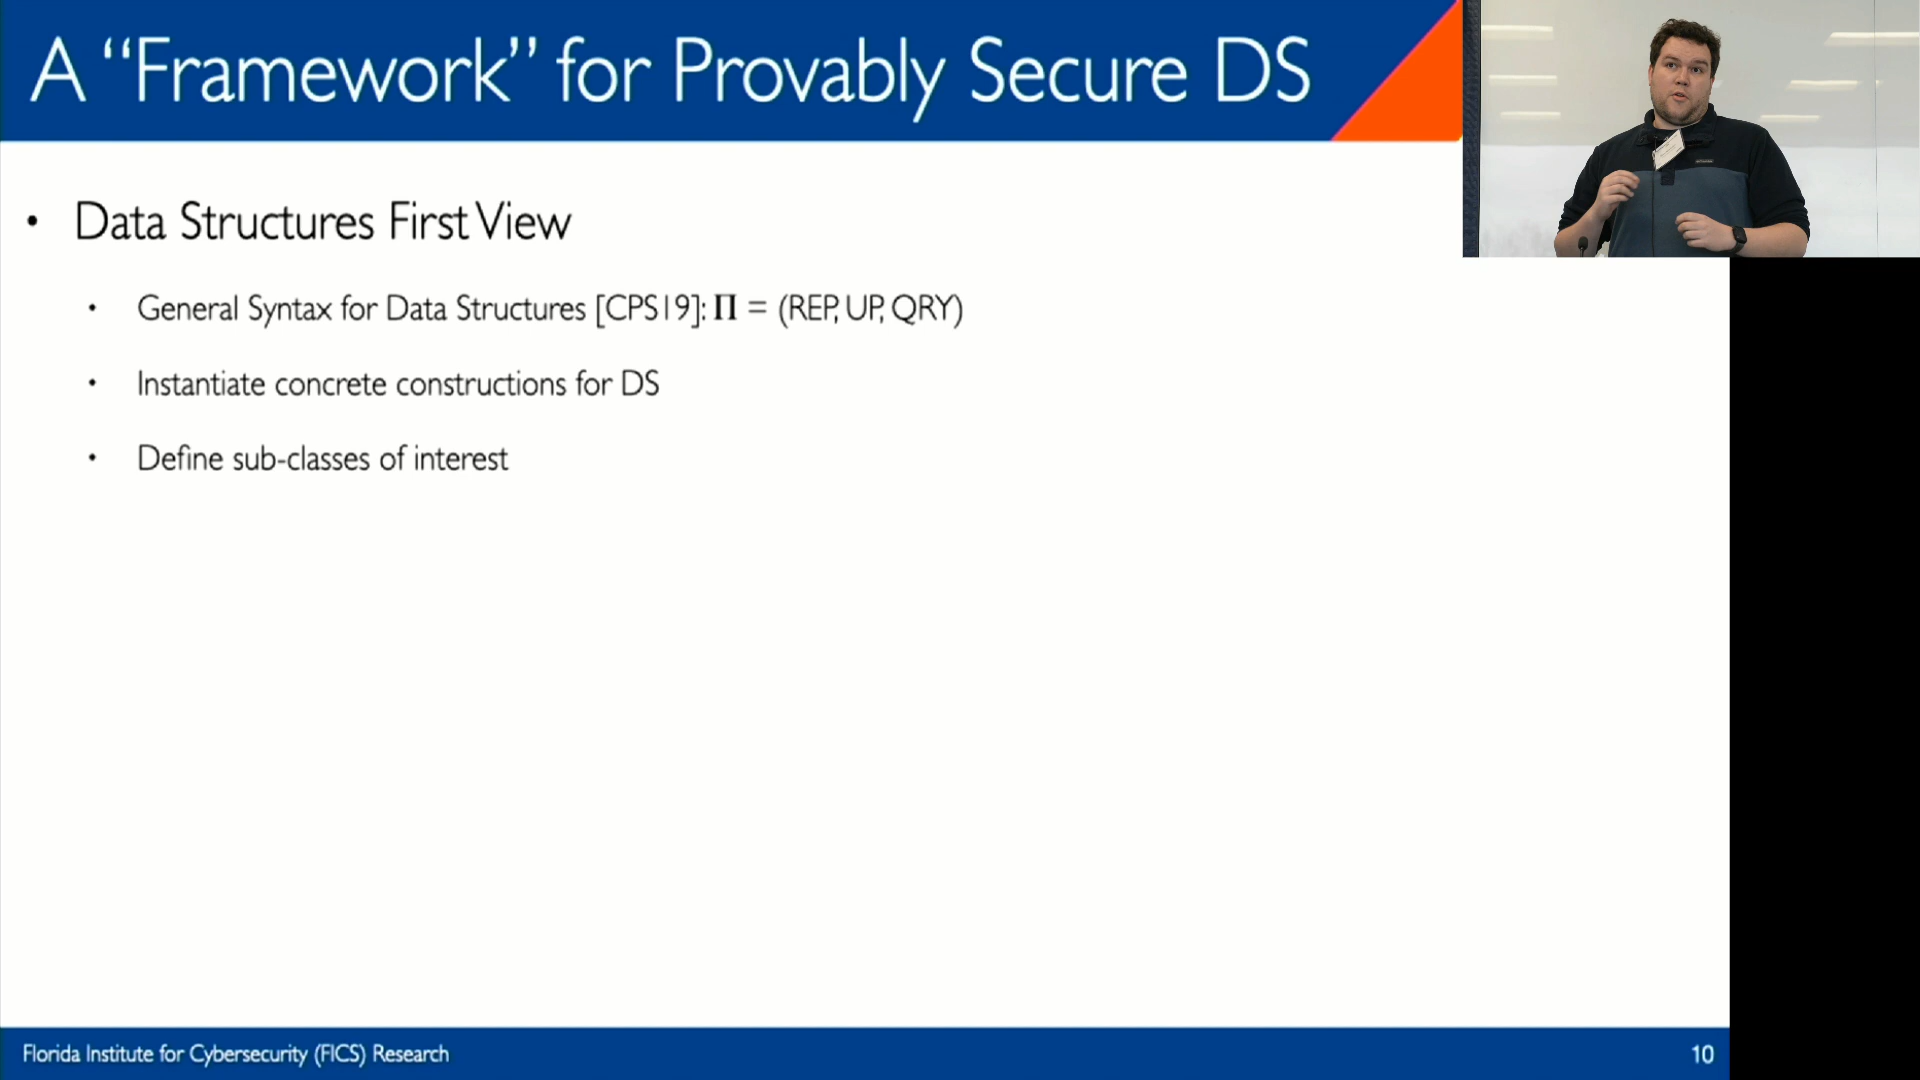 A “Framework” for Provably Secure DS
• Data Structures First View
• General Syntax for Data Structures [CPS19]: Π = (REP, UP, QRY)
• Instantiate concrete constructions for DS
• Define sub-classes of interest
Florida Institute for Cybersecurity (FICS) Research
10